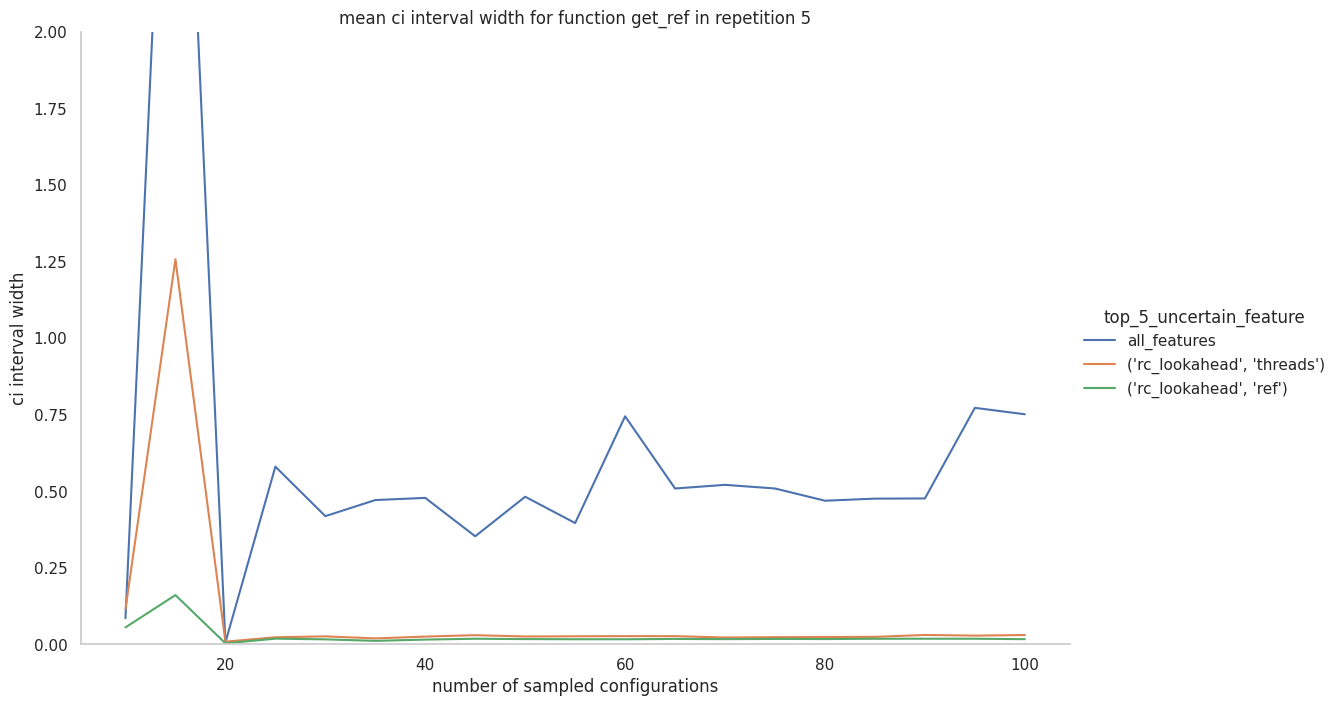 mean ci interval width for function get_ref in repetition 5
2.00
1.75
1.50
1.25
1.00
0.75
0.50
0.25
0.00
ci interval width
20
40
60
80
100
number of sampled configurations
top_5_uncertain_feature
all_features
('rc_lookahead', 'threads')
('rc_lookahead', 'ref')